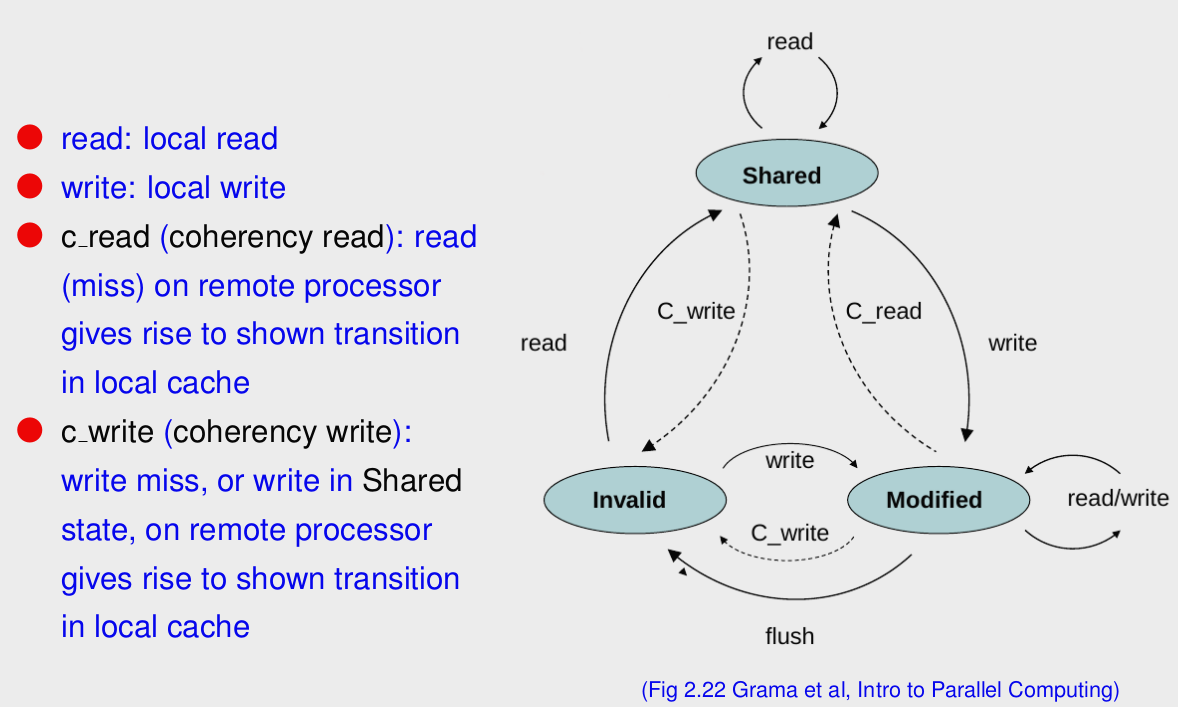 read: local read
write: local write
c_read (coherency read): read
(miss) on remote processor
gives rise to shown transition
in local cache
c_write (coherency write):
write miss, or write in Shared
state, on remote processor
gives rise to shown transition
in local cache
read
Shared
C_write
C_read
read
write
write
Invalid
Modified
read/write
C_write
flush
(Fig 2.22 Grama et al, Intro to Parallel Computing)